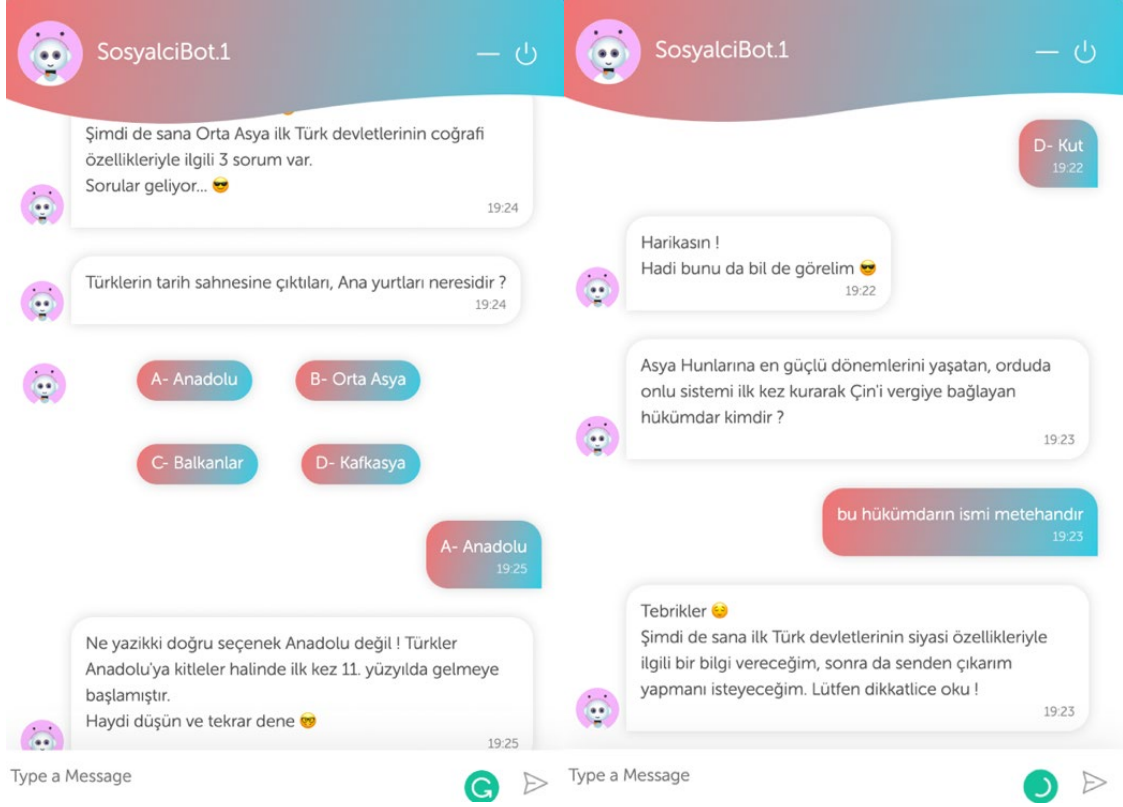 SosyalciBot.1
Şimdi de sana Orta Asya ilk Türk devletlerinin coğrafi
özellikleriyle ilgili 3 sorum var.
Sorular geliyor... 😎
19:24
Türklerin tarih sahnesine çıktıları, Ana yurtları neresidir ?
19:24
A- Anadolu
B- Orta Asya
C- Balkanlar
D- Kafkasya
A- Anadolu
19:25
Ne yazikki doğru seçenek Anadolu değil ! Türkler
Anadolu'ya kitleler halinde ilk kez 11. yüzyılda gelmeye
başlamıştır.
Haydi düşün ve tekrar dene 🤓
19:25
Type a Message
SosyalciBot.1
D- Kut
19:22
Harikasın !
Hadi bunu da bil de görelim 😎
19:22
Asya Hunlarına en güçlü dönemlerini yaşatan, orduda
onlu sistemi ilk kez kurarak Çin'i vergiye bağlayan
hükümdar kimdir ?
19:23
bu hükümdarın ismi metehandır
19:23
Tebrikler ☺️
Şimdi de sana ilk Türk devletlerinin siyasi özellikleriyle
ilgili bir bilgi vereceğim, sonra da senden çıkarım
yapmanı isteyeceğim. Lütfen dikkatlice oku !
19:23
Type a Message